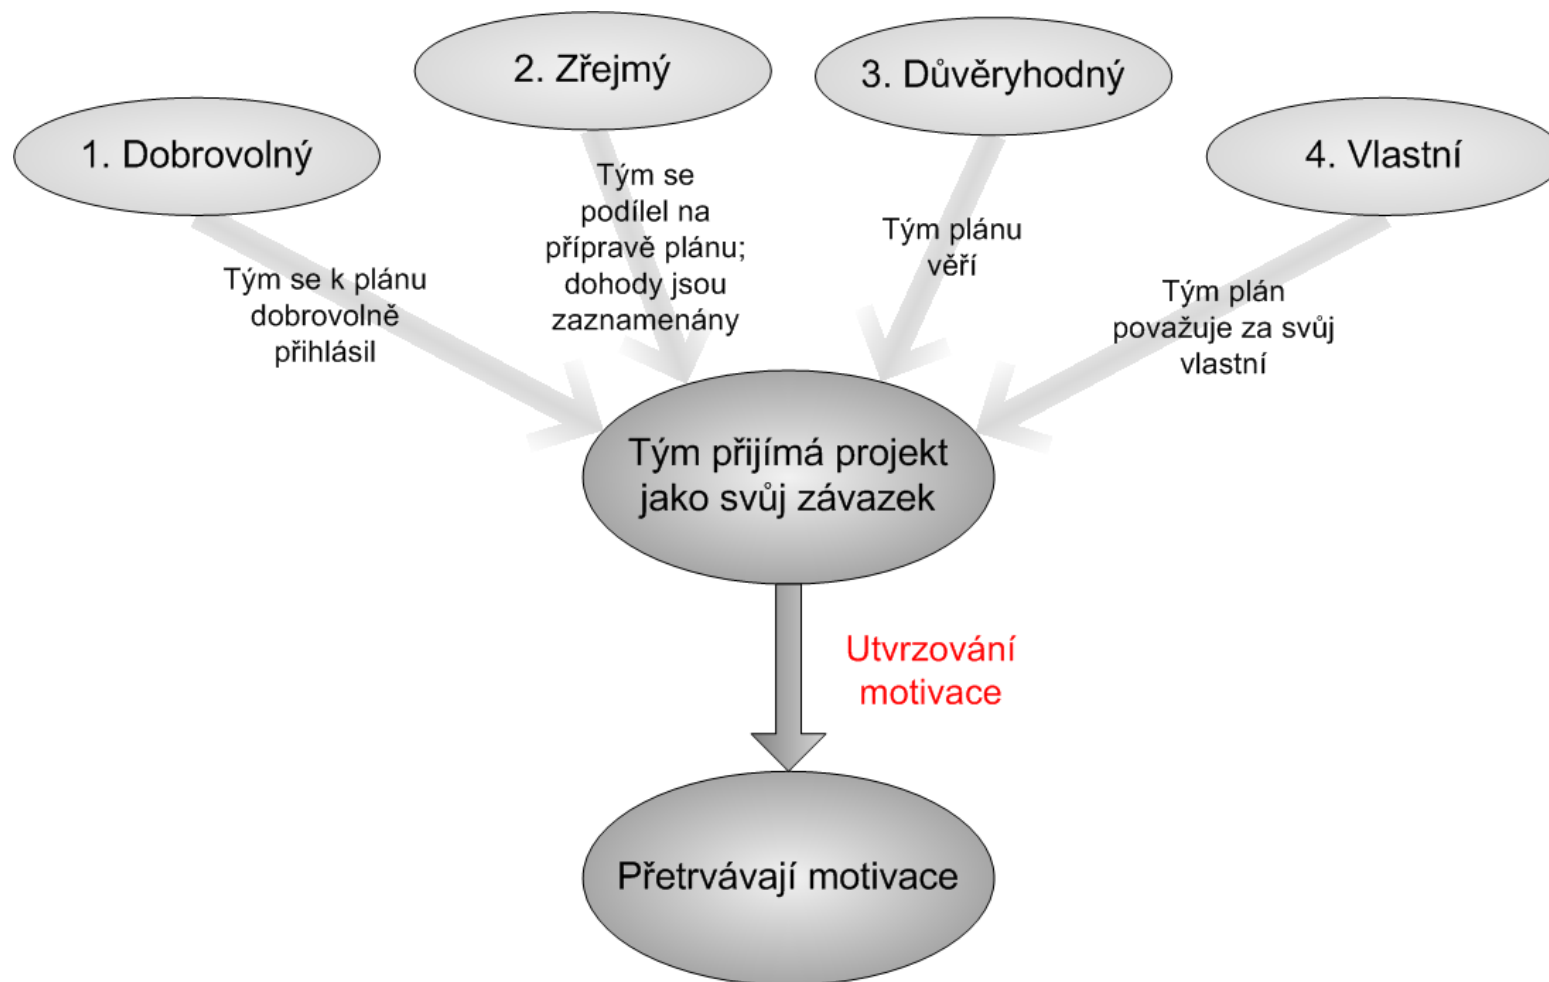 1. Dobrovolný
2. Zřejmý
3. Důvěryhodný
4. Vlastní
Tým se k plánu
dobrovolně
přihlásil
Tým se
podílel na
přípravě plánu;
dohody jsou
zaznamenány
Tým plánu
věří
Tým plán
považuje za svůj
vlastní
Tým přijímá projekt
jako svůj závazek
Utvrzování
motivace
Přetrvávají motivace